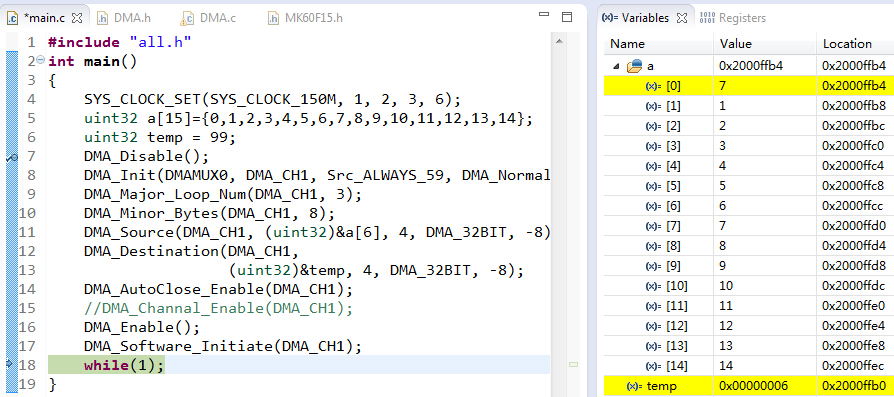 *main.c DMA.h DMA.c MK60F15.h
1 #include "all.h"
2 int main()
3 {
4 SYS_CLOCK_SET(SYS_CLOCK_150M, 1, 2, 3, 6);
5 uint32 a[15]={0,1,2,3,4,5,6,7,8,9,10,11,12,13,14};
6 uint32 temp = 99;
7 DMA_Disable();
8 DMA_Init(DMAMUX0, DMA_CH1, Src_ALWAYS_59, DMA_Normal
9 DMA_Major_Loop_Num(DMA_CH1, 3);
10 DMA_Minor_Bytes(DMA_CH1, 8);
11 DMA_Source(DMA_CH1, (uint32)&a[6], 4, DMA_32BIT, -8)
12 DMA_Destination(DMA_CH1,
13 (uint32)&temp, 4, DMA_32BIT, -8);
14 DMA_AutoClose_Enable(DMA_CH1);
15 //DMA_Channal_Enable(DMA_CH1);
16 DMA_Enable();
17 DMA_Software_Initiate(DMA_CH1);
18 while(1);
19 }
(x)= Variables Registers
Name Value Location
a 0x2000ffb4 0x2000ffb4
(x)= [0] 7 0x2000ffb4
(x)= [1] 1 0x2000ffb8
(x)= [2] 2 0x2000ffbc
(x)= [3] 3 0x2000ffc0
(x)= [4] 4 0x2000ffc4
(x)= [5] 5 0x2000ffc8
(x)= [6] 6 0x2000ffcc
(x)= [7] 7 0x2000ffd0
(x)= [8] 8 0x2000ffd4
(x)= [9] 9 0x2000ffd8
(x)= [10] 10 0x2000ffdc
(x)= [11] 11 0x2000ffe0
(x)= [12] 12 0x2000ffe4
(x)= [13] 13 0x2000ffe8
(x)= [14] 14 0x2000ffec
(x)= temp 0x00000006 0x2000ffb0